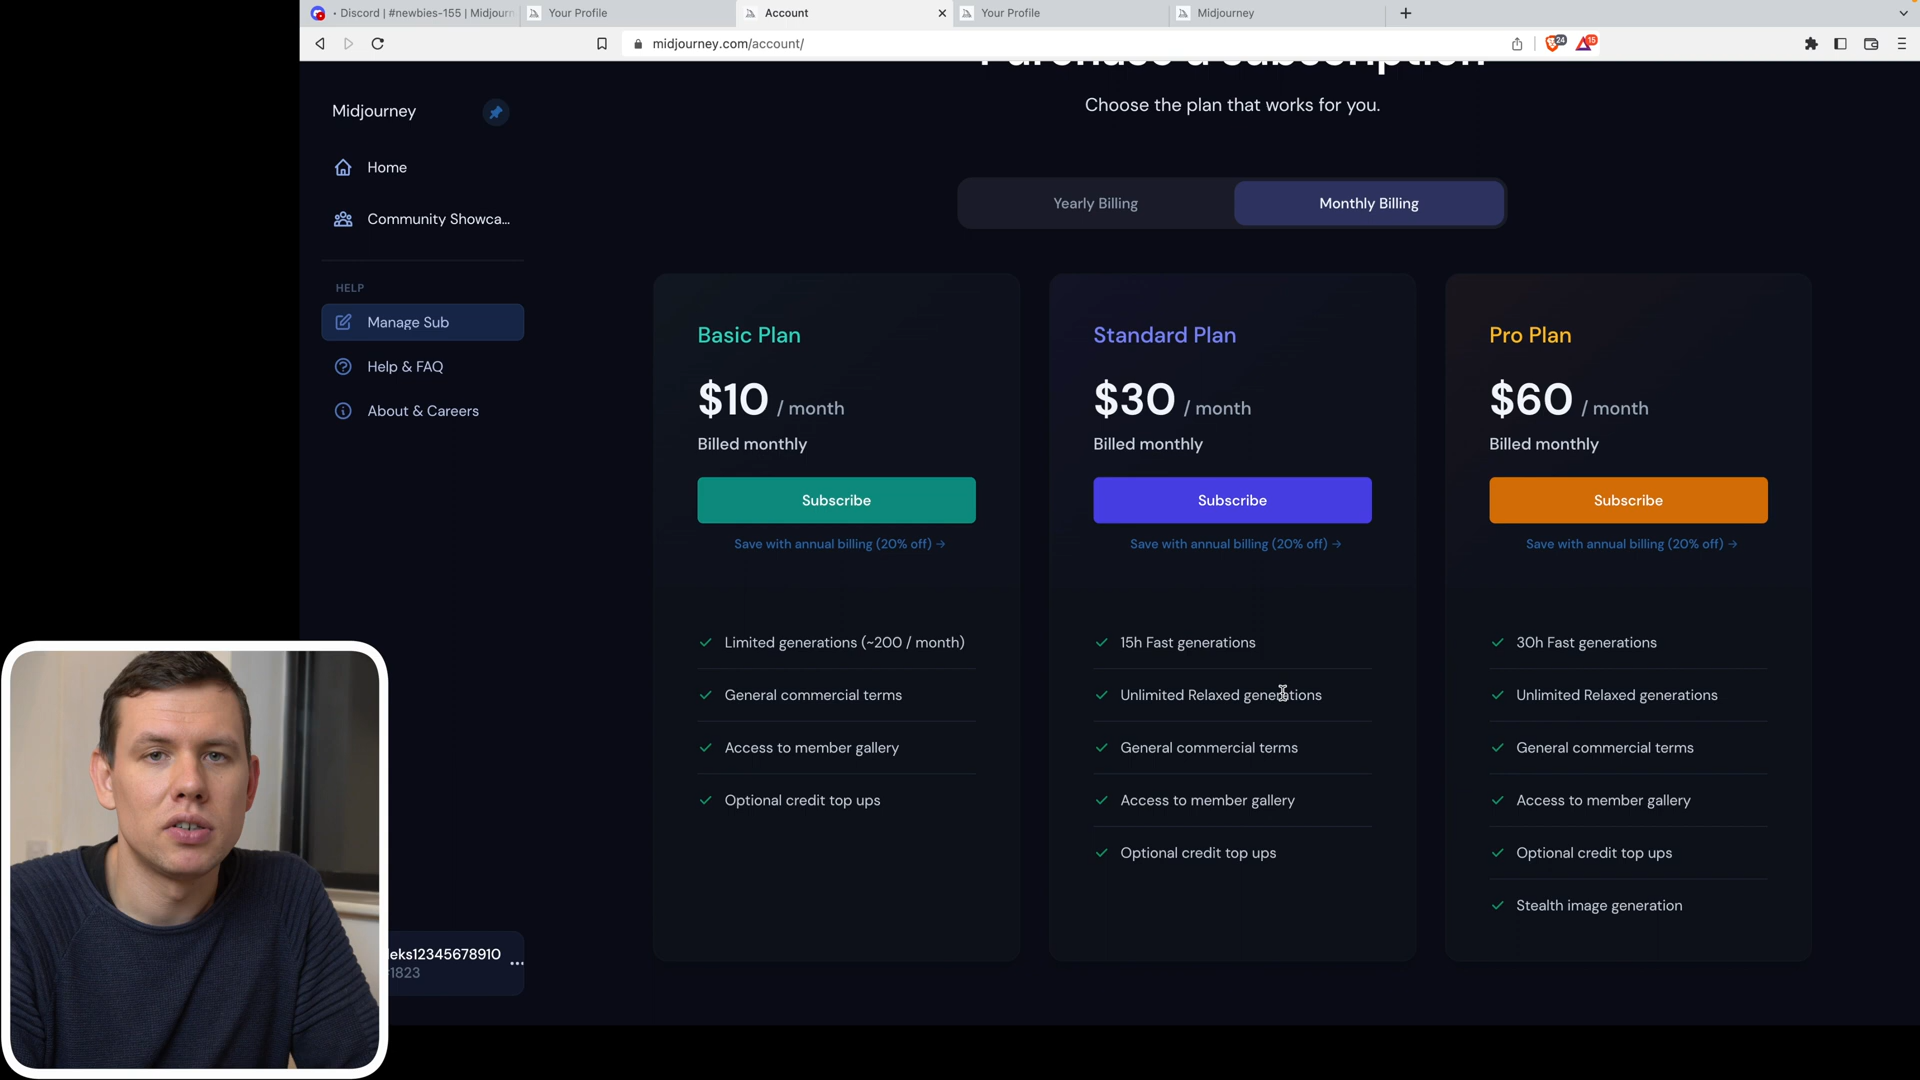 Discord | #newbies-155 | Midjourn
Your Profile
Account
Your Profile
Midjourney
midjourney.com/account/
24
15
Purchase a subscription
Choose the plan that works for you.
Midjourney
Home
Community Showca...
HELP
Manage Sub
Help & FAQ
About & Careers
Yearly Billing
Monthly Billing
Basic Plan
$10 / month
Billed monthly
Subscribe
Save with annual billing (20% off) →
Limited generations (~200 / month)
General commercial terms
Access to member gallery
Optional credit top ups
Standard Plan
$30 / month
Billed monthly
Subscribe
Save with annual billing (20% off) →
15h Fast generations
Unlimited Relaxed generations
General commercial terms
Access to member gallery
Optional credit top ups
Pro Plan
$60 / month
Billed monthly
Subscribe
Save with annual billing (20% off) →
30h Fast generations
Unlimited Relaxed generations
General commercial terms
Access to member gallery
Optional credit top ups
Stealth image generation
leks12345678910
1823